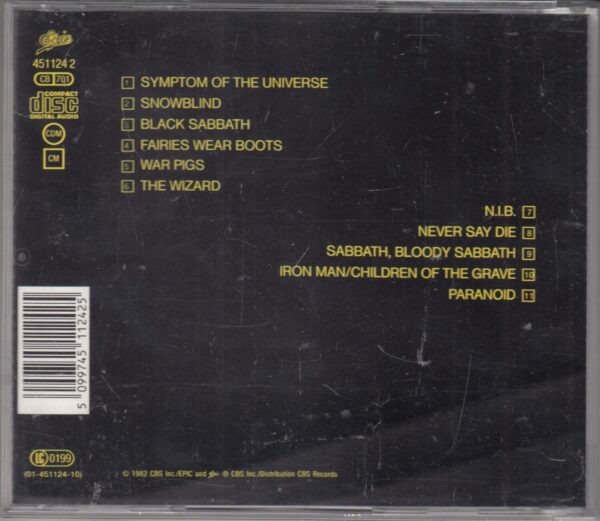 Epic
451124 2
CB 701
COMPACT
disc
DIGITAL AUDIO
CDM
CM
1 SYMPTOM OF THE UNIVERSE
2 SNOWBLIND
3 BLACK SABBATH
4 FAIRIES WEAR BOOTS
5 WAR PIGS
6 THE WIZARD
N.I.B. 7
NEVER SAY DIE 8
SABBATH, BLOODY SABBATH 9
IRON MAN/CHILDREN OF THE GRAVE 10
PARANOID 11
5 099745 112425
LC 0199
(01-451124-10)
© 1982 CBS Inc./EPIC and Epic ℗ CBS Inc./Distribution CBS Records